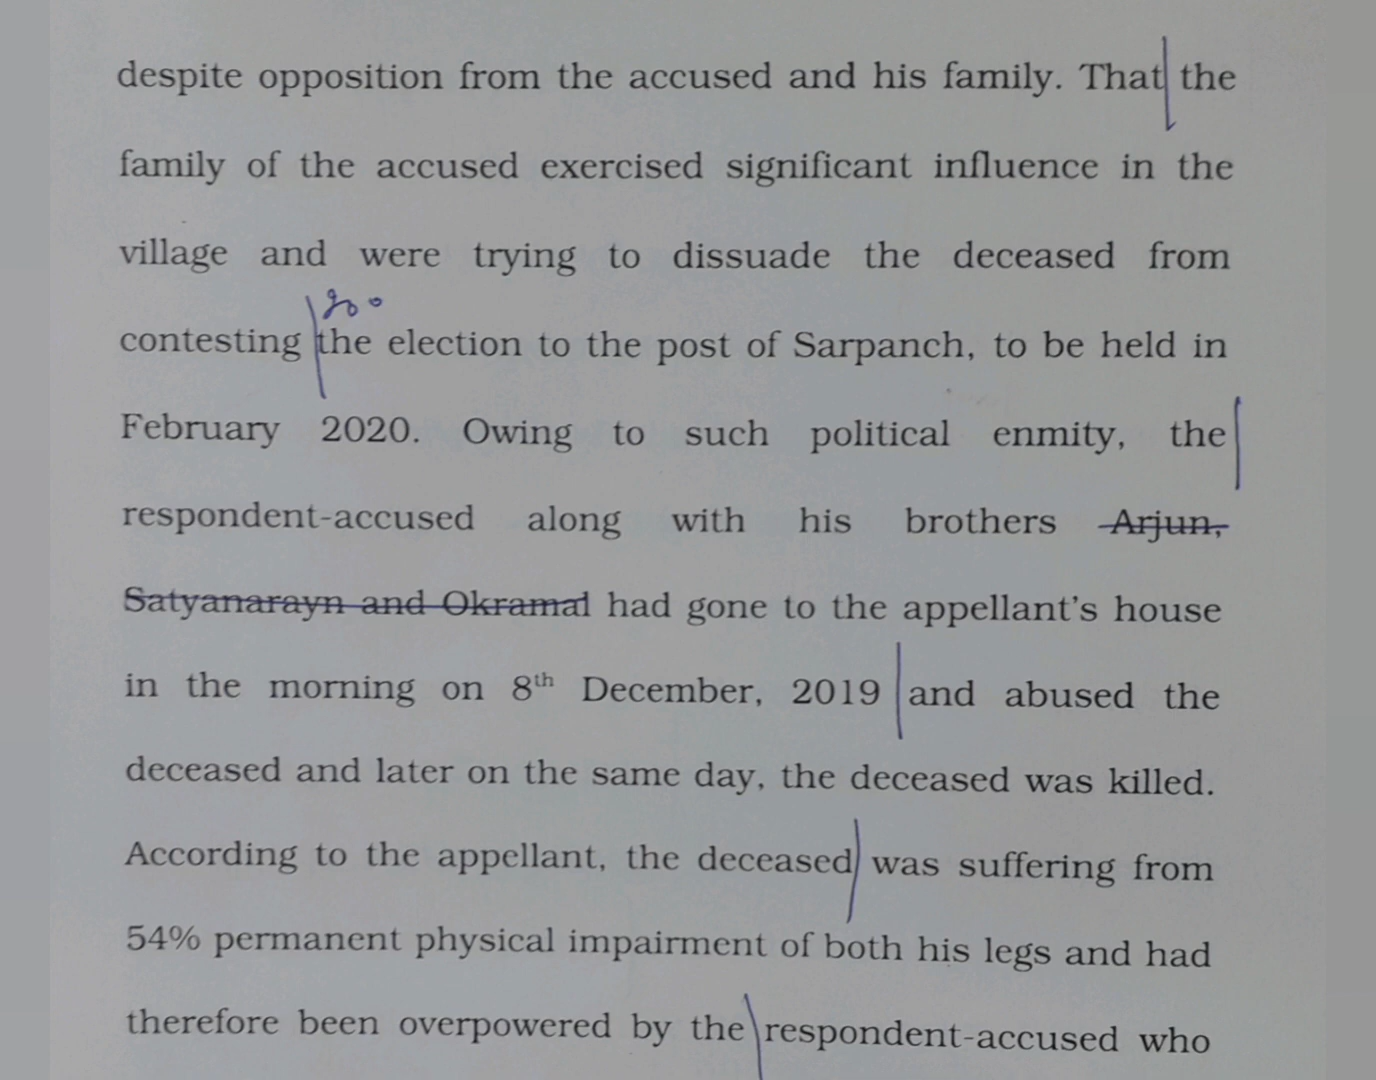 despite opposition from the accused and his family. That the
family of the accused exercised significant influence in the
village and were trying to dissuade the deceased from
contesting the election to the post of Sarpanch, to be held in
February 2020. Owing to such political enmity, the
respondent-accused along with his brothers Arjun,
Satyanarayn and Okramal had gone to the appellant's house
in the morning on 8th December, 2019 and abused the
deceased and later on the same day, the deceased was killed.
According to the appellant, the deceased was suffering from
54% permanent physical impairment of both his legs and had
therefore been overpowered by the respondent-accused who